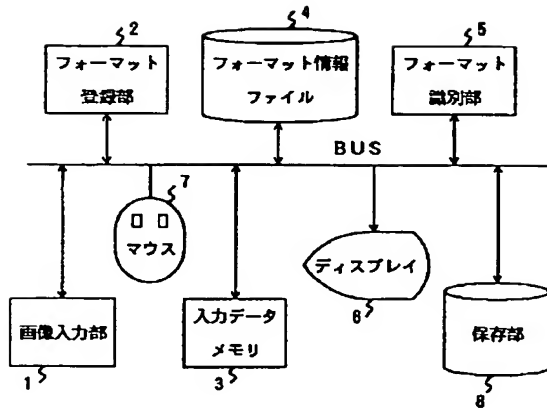 2
フォーマット
登録部
4
フォーマット情報
ファイル
5
フォーマット
識別部
BUS
7
マウス
ディスプレイ
6
画像入力部
1
入力データ
メモリ
3
保存部
8